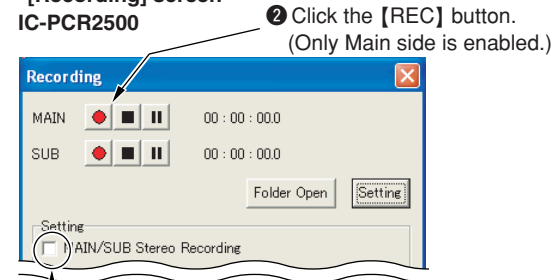 [Recording] screen
IC-PCR2500
❷ Click the【REC】button.
(Only Main side is enabled.)
Recording
MAIN 00 : 00 : 00.0
SUB 00 : 00 : 00.0
Folder Open Setting
Setting
MAIN/SUB Stereo Recording